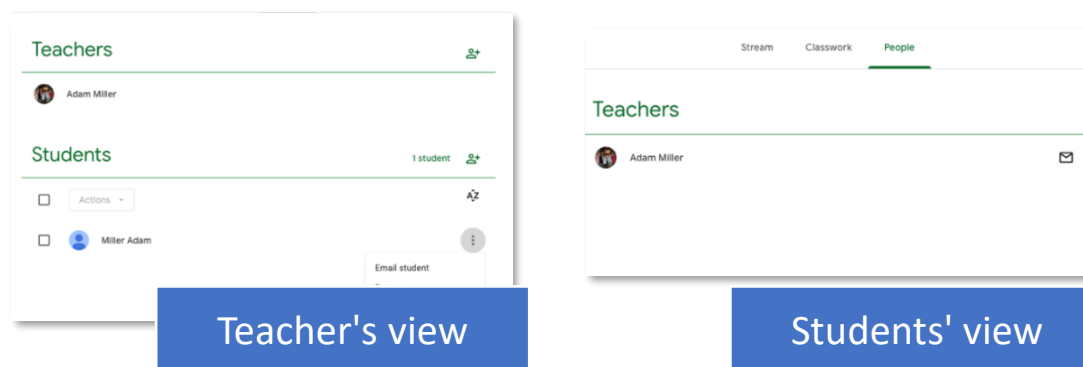 Teachers
Adam Miller
Students
1 student
Actions
AZ
Miller Adam
Email student
Teacher's view
Stream Classwork People
Teachers
Adam Miller
Students' view